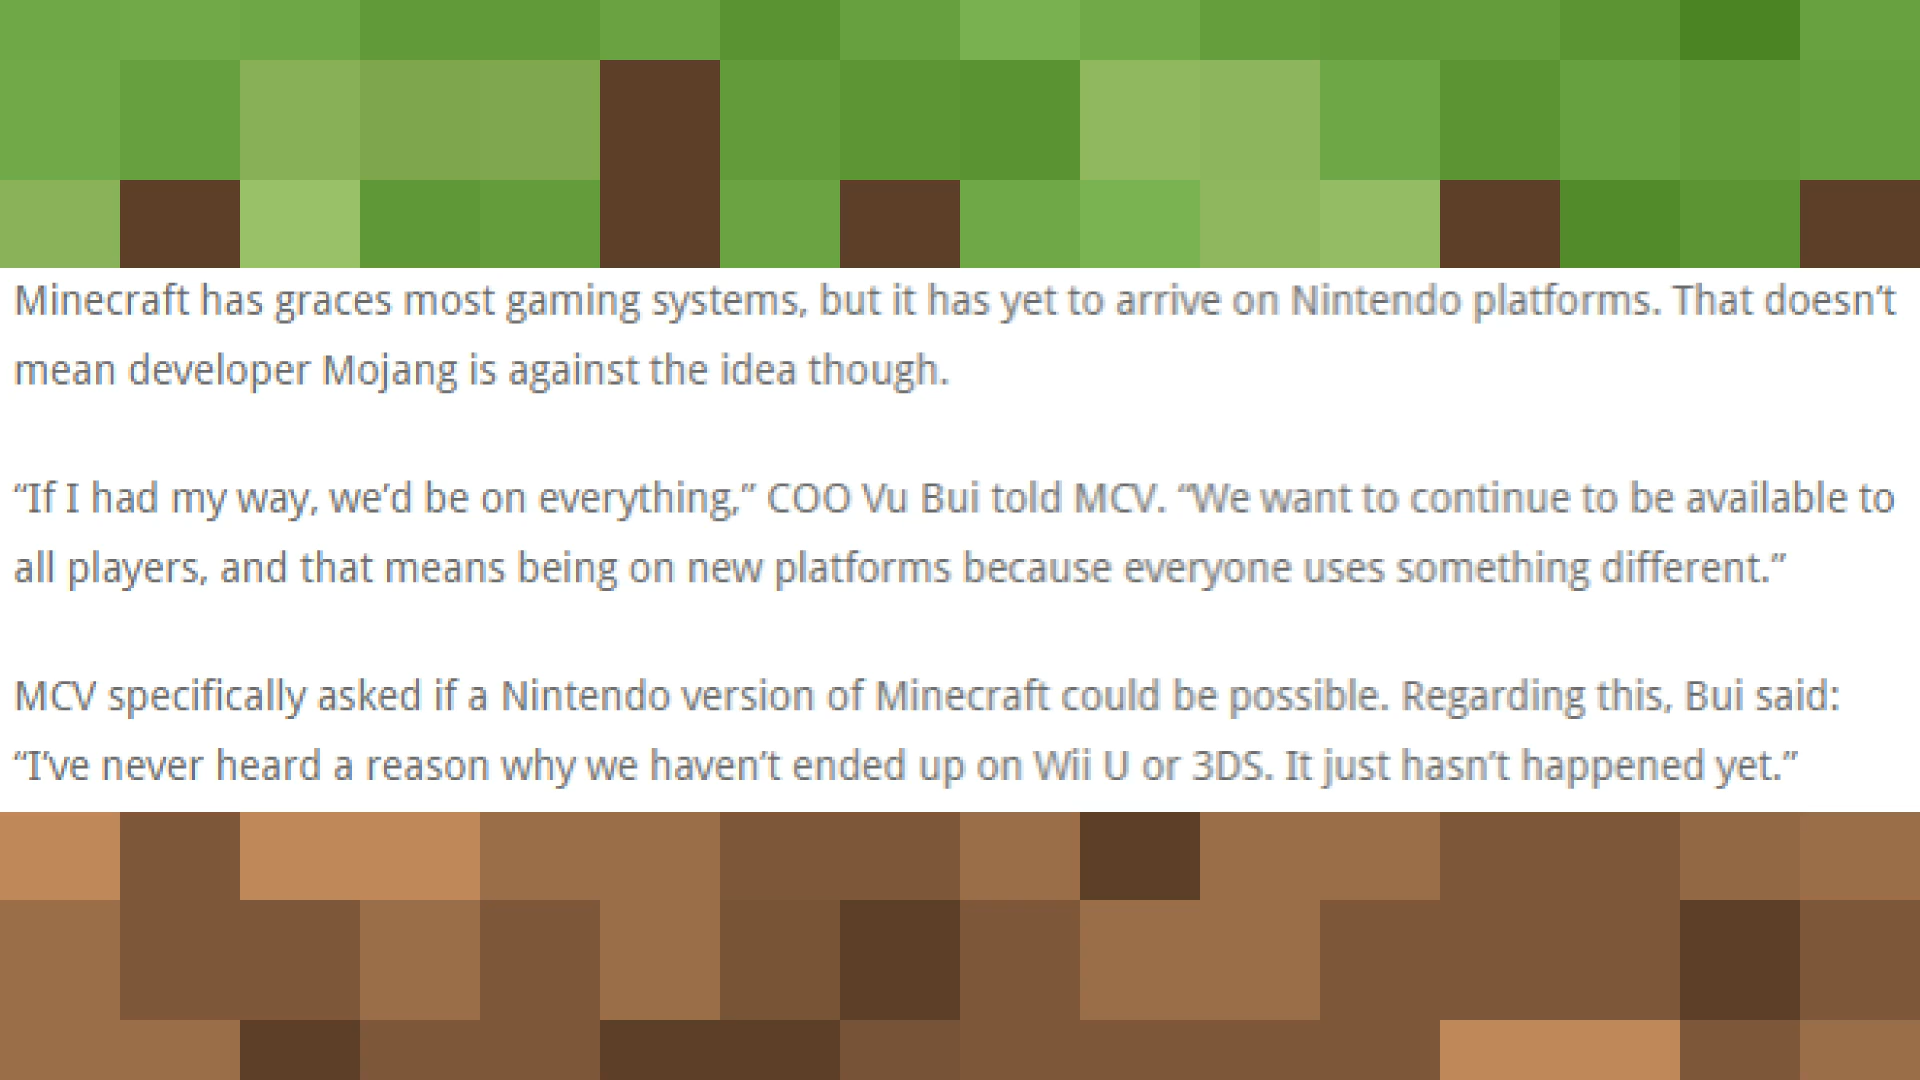 Minecraft has graces most gaming systems, but it has yet to arrive on Nintendo platforms. That doesn’t
mean developer Mojang is against the idea though.
“If I had my way, we’d be on everything,” COO Vu Bui told MCV. “We want to continue to be available to
all players, and that means being on new platforms because everyone uses something different.”
MCV specifically asked if a Nintendo version of Minecraft could be possible. Regarding this, Bui said:
“I’ve never heard a reason why we haven’t ended up on Wii U or 3DS. It just hasn’t happened yet.”